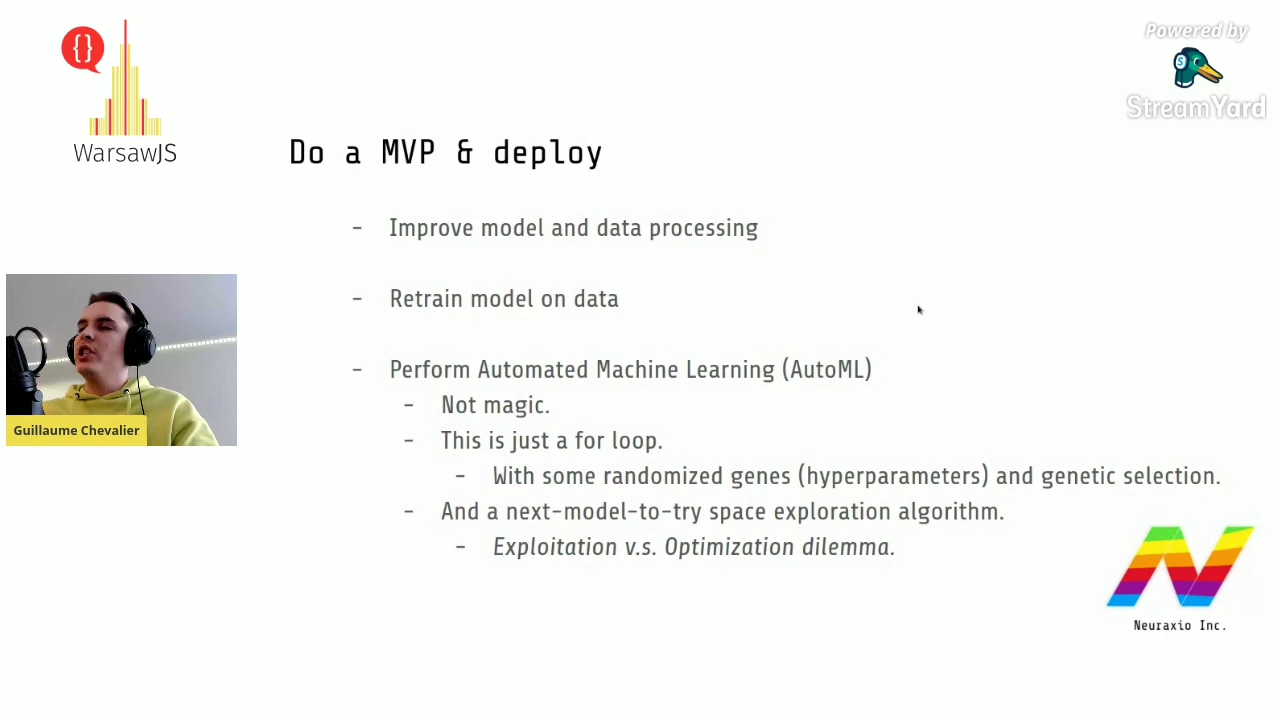 {}
WarsawJS
Powered by
S
StreamYard
Do a MVP & deploy
- Improve model and data processing
- Retrain model on data
- Perform Automated Machine Learning (AutoML)
- Not magic.
- This is just a for loop.
- With some randomized genes (hyperparameters) and genetic selection.
- And a next-model-to-try space exploration algorithm.
- Exploitation v.s. Optimization dilemma.
Guillaume Chevalier
N
Neuraxio Inc.